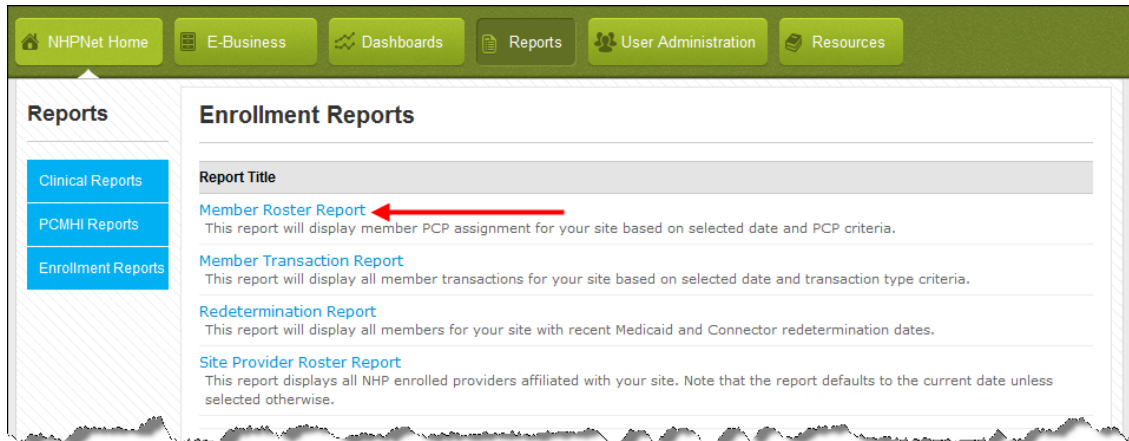 NHPNet Home
E-Business
Dashboards
Reports
User Administration
Resources
Reports
Clinical Reports
PCMHI Reports
Enrollment Reports
Enrollment Reports
Report Title
Member Roster Report
This report will display member PCP assignment for your site based on selected date and PCP criteria.
Member Transaction Report
This report will display all member transactions for your site based on selected date and transaction type criteria.
Redetermination Report
This report will display all members for your site with recent Medicaid and Connector redetermination dates.
Site Provider Roster Report
This report displays all NHP enrolled providers affiliated with your site. Note that the report defaults to the current date unless
selected otherwise.